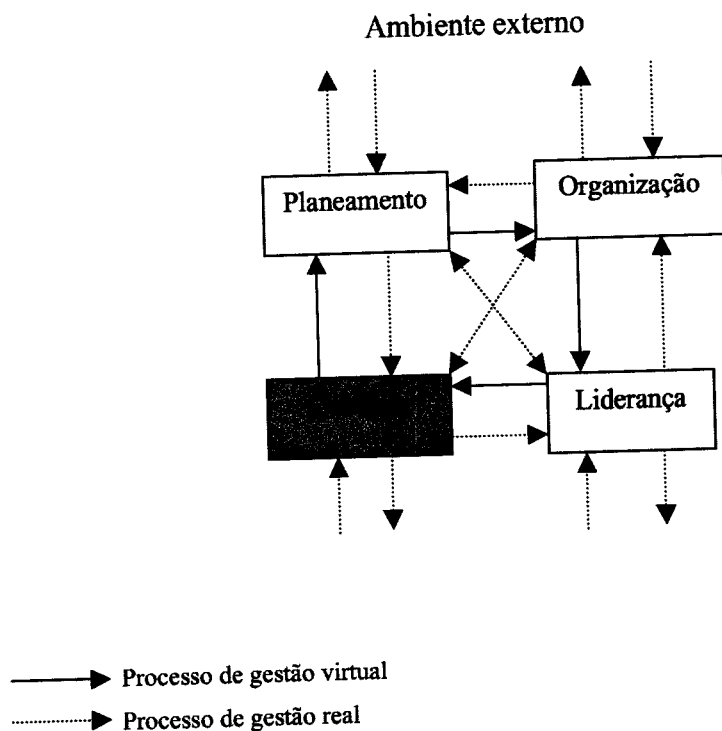 Ambiente externo
Planeamento
Organização
Liderança
Processo de gestão virtual
Processo de gestão real